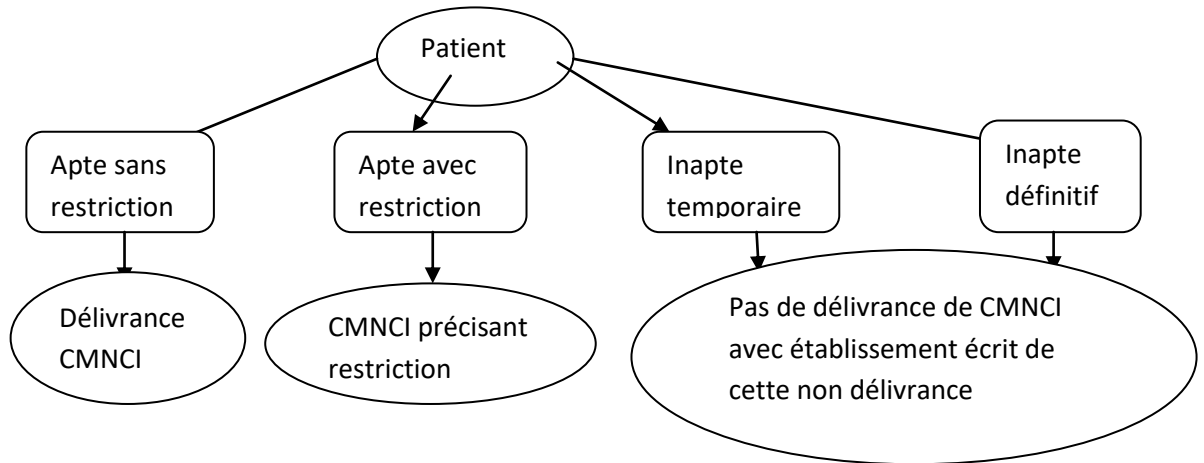 Patient
Apte sans
restriction
Apte avec
restriction
Inapte
temporaire
Inapte
définitif
Délivrance
CMNCI
CMNCI précisant
restriction
Pas de délivrance de CMNCI
avec établissement écrit de
cette non délivrance